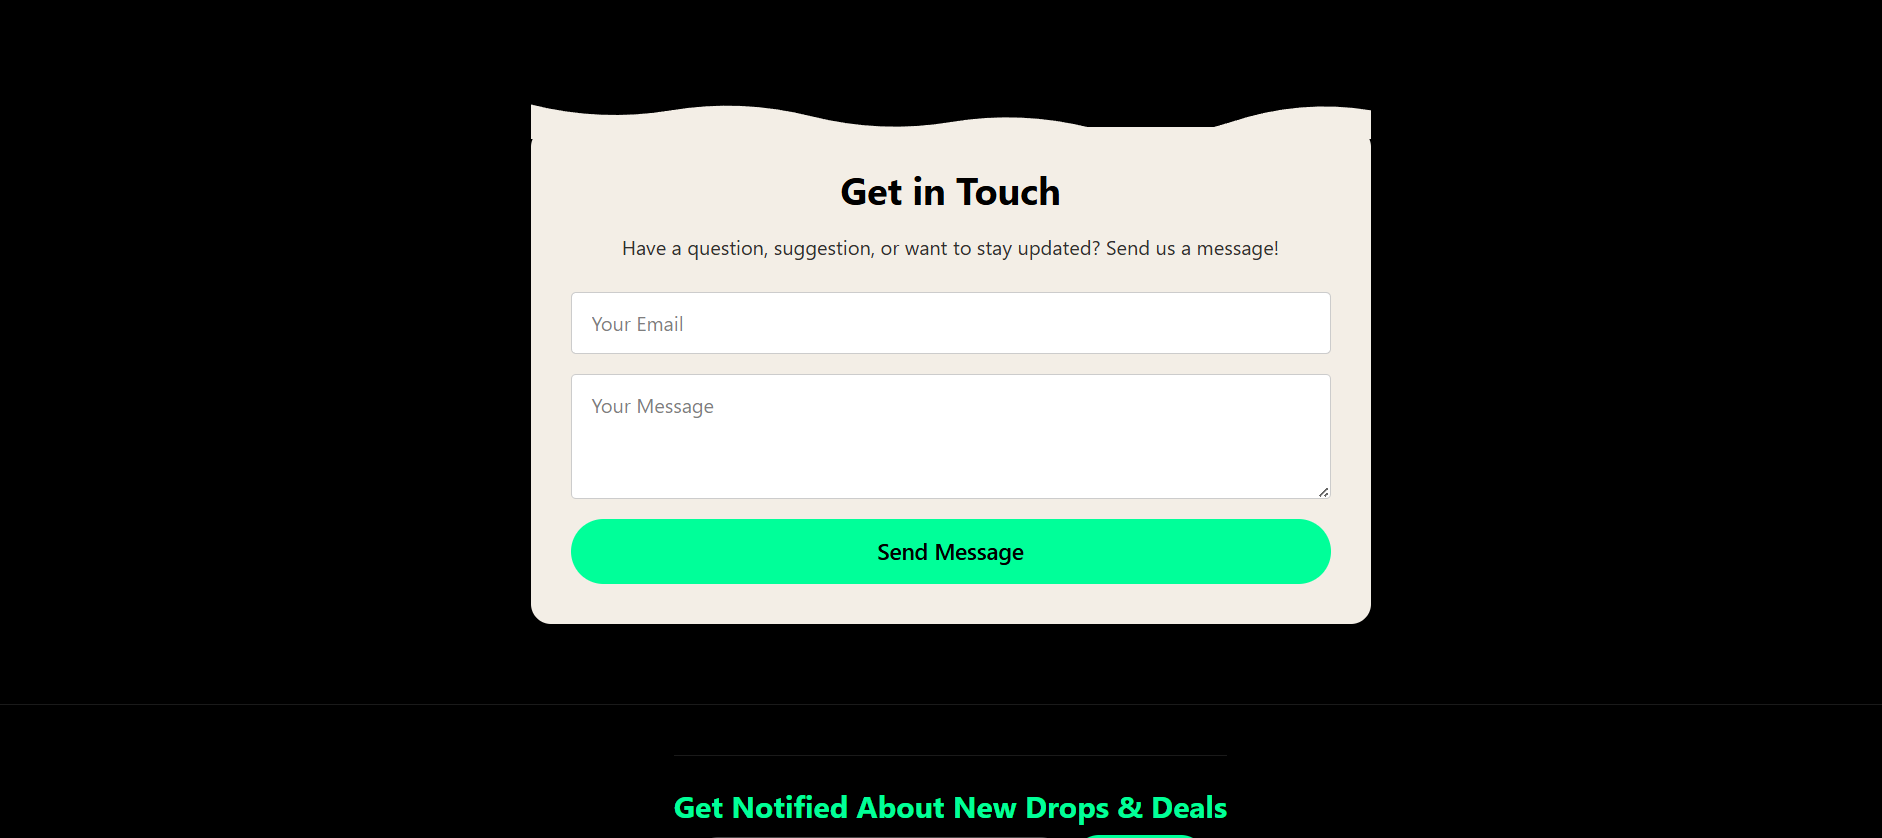 Get in Touch
Have a question, suggestion, or want to stay updated? Send us a message!
Your Email
Your Message
Send Message
Get Notified About New Drops & Deals